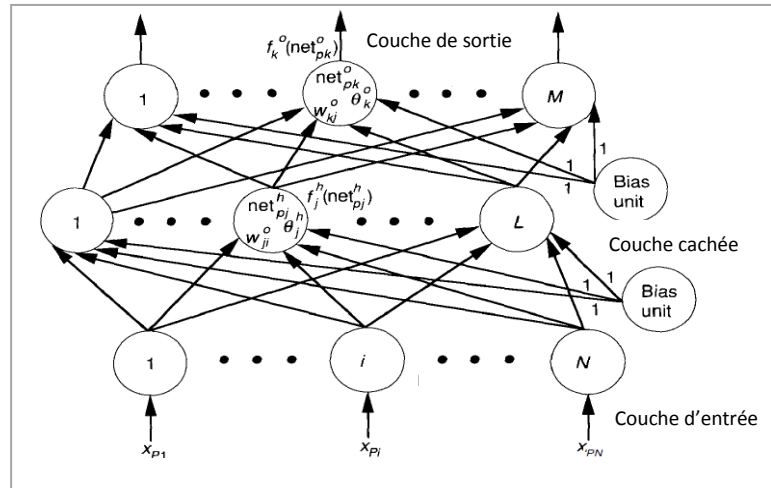 f_k^o(net_pk^o) Couche de sortie
1 • • • net_pk^o • • • M
w_kj^o θ_k^o
1 1 1
Bias
unit
f_j^h(net_pj^h)
1 • • • net_pj^h • • • L
w_ji^o θ_j^h
Couche cachée
1 1 1
Bias
unit
1 • • • i • • • N
Couche d'entrée
x_P1 x_Pi x_PN